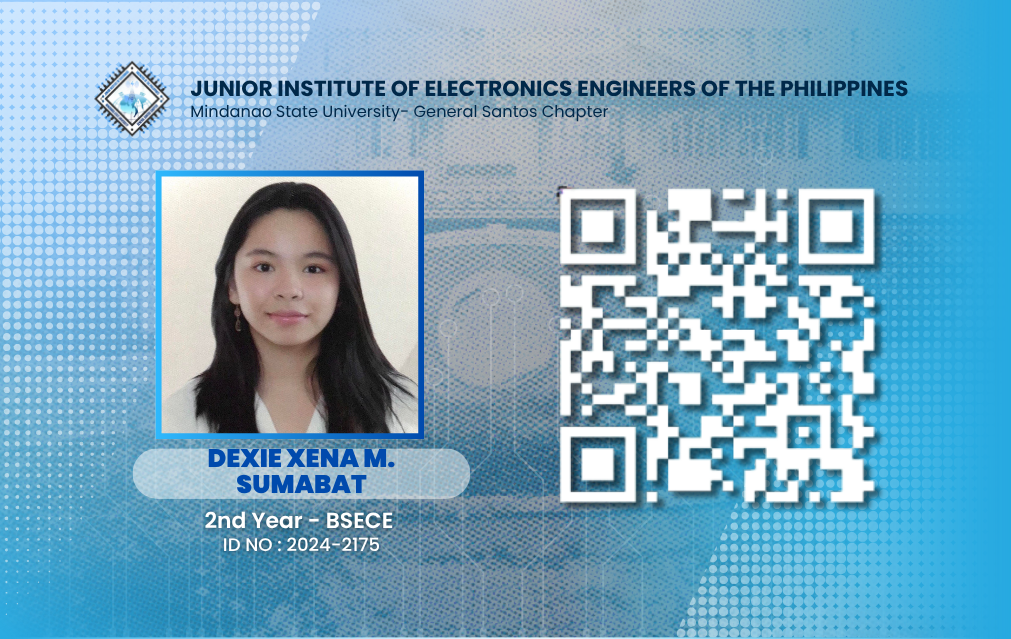 JUNIOR INSTITUTE OF ELECTRONICS ENGINEERS OF THE PHILIPPINES
Mindanao State University- General Santos Chapter
DEXIE XENA M.
SUMABAT
2nd Year - BSECE
ID NO : 2024-2175